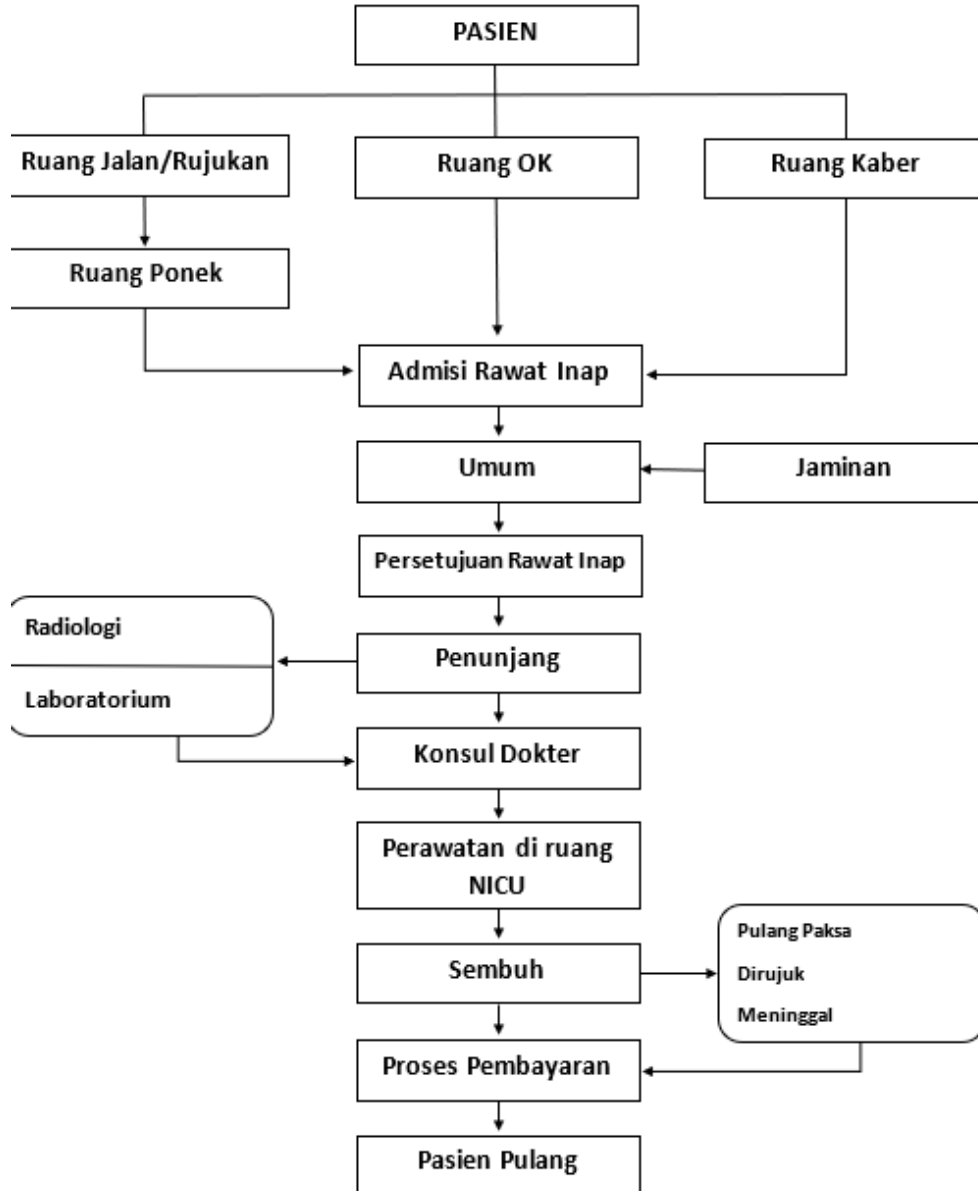 PASIEN
Ruang Jalan/Rujukan
Ruang OK
Ruang Kaber
Ruang Ponek
Admisi Rawat Inap
Umum
Jaminan
Persetujuan Rawat Inap
Radiologi
Penunjang
Laboratorium
Konsul Dokter
Perawatan di ruang
NICU
Pulang Paksa
Sembuh
Dirujuk
Meninggal
Proses Pembayaran
Pasien Pulang